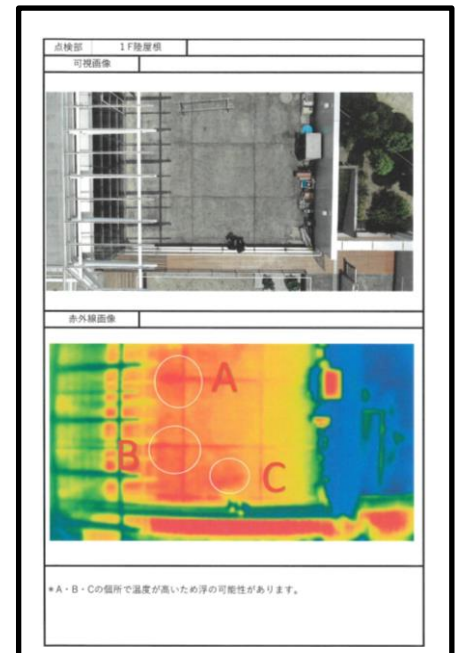 点検部 1F陸屋根
可視画像
赤外線画像
A
B
C
*A・B・Cの個所で温度が高いため浮の可能性があります。